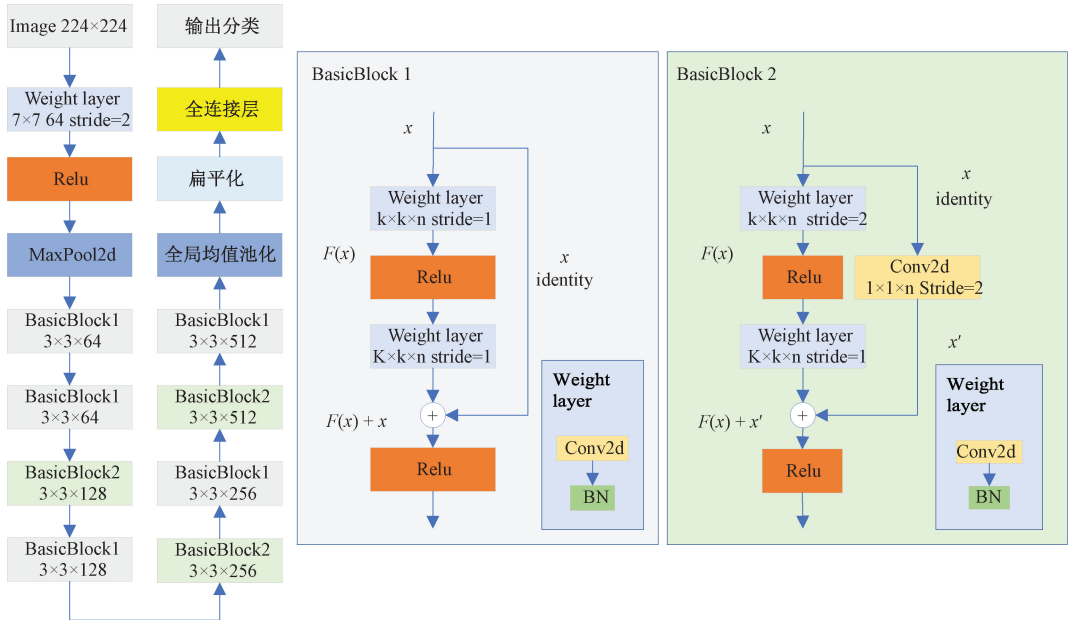 Image 224×224
Weight layer
7×7 64 stride=2
Relu
MaxPool2d
BasicBlock1
3×3×64
BasicBlock1
3×3×64
BasicBlock2
3×3×128
BasicBlock1
3×3×128
输出分类
全连接层
扁平化
全局均值池化
BasicBlock1
3×3×512
BasicBlock2
3×3×512
BasicBlock1
3×3×256
BasicBlock2
3×3×256
BasicBlock 1
x
Weight layer
k×k×n stride=1
F(x)
Relu
x
identity
Weight layer
K×k×n stride=1
F(x) + x
+
Relu
Weight
layer
Conv2d
BN
BasicBlock 2
x
x
identity
Weight layer
k×k×n stride=2
F(x)
Relu
Conv2d
1×1×n Stride=2
Weight layer
K×k×n stride=1
x′
F(x) + x′
+
Relu
Weight
layer
Conv2d
BN